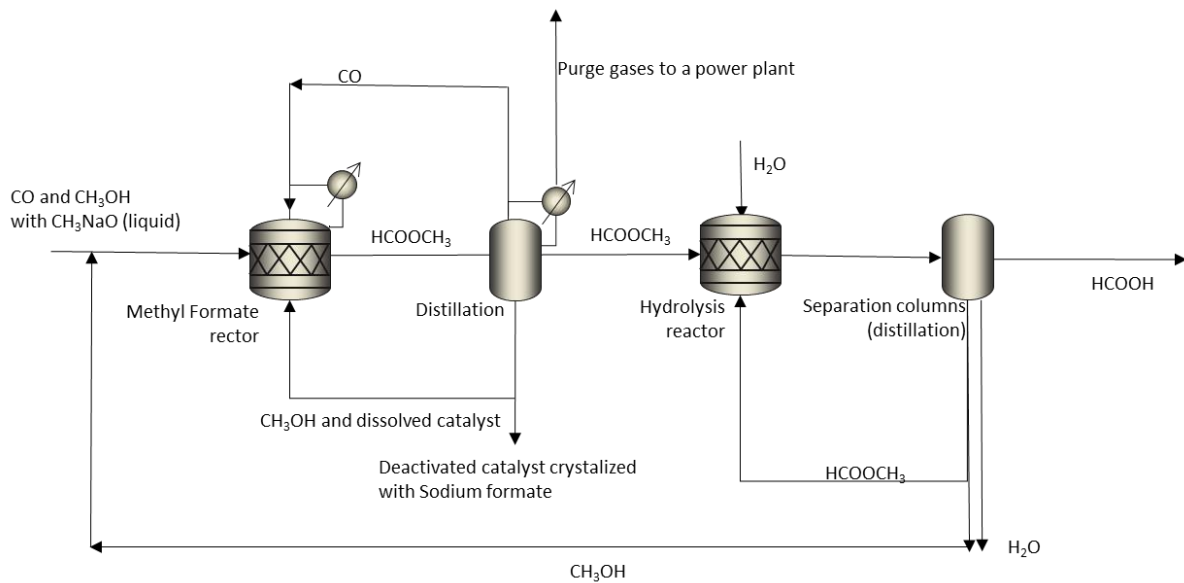 Purge gases to a power plant
CO
H₂O
CO and CH₃OH
with CH₃NaO (liquid)
HCOOCH₃
HCOOCH₃
HCOOH
Methyl Formate
rector
Distillation
Hydrolysis
reactor
Separation columns
(distillation)
CH₃OH and dissolved catalyst
Deactivated catalyst crystalized
with Sodium formate
HCOOCH₃
H₂O
CH₃OH